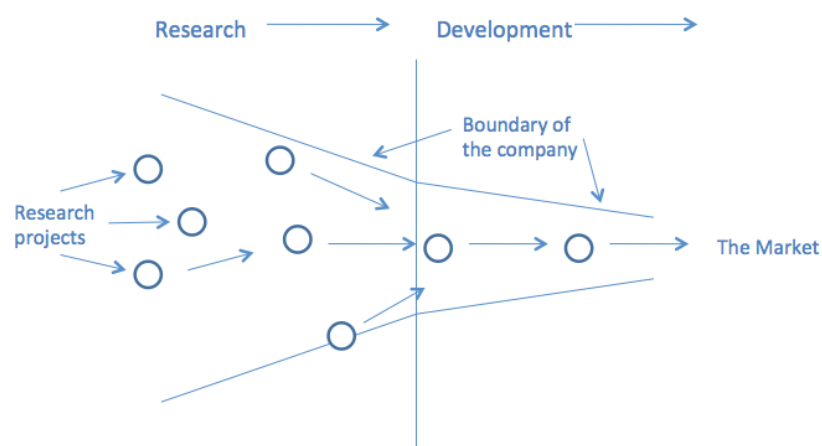 Research
Development
Boundary of
the company
Research
projects
The Market